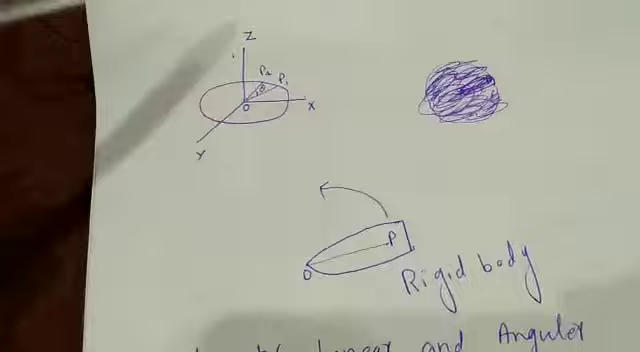 Z
P2 P1
θ
O
X
Y
P
O
Rigid body
Linear and Angular